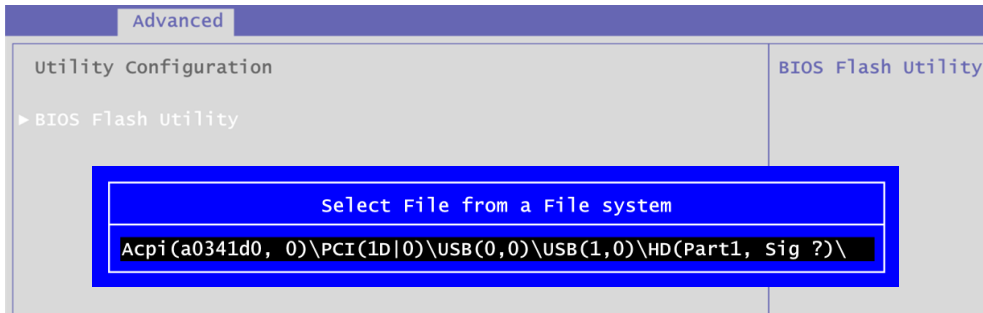 Advanced
Utility Configuration
BIOS Flash Utility
►BIOS Flash Utility
Select File from a File system
Acpi(a0341d0, 0)\PCI(1D|0)\USB(0,0)\USB(1,0)\HD(Part1, Sig ?)\